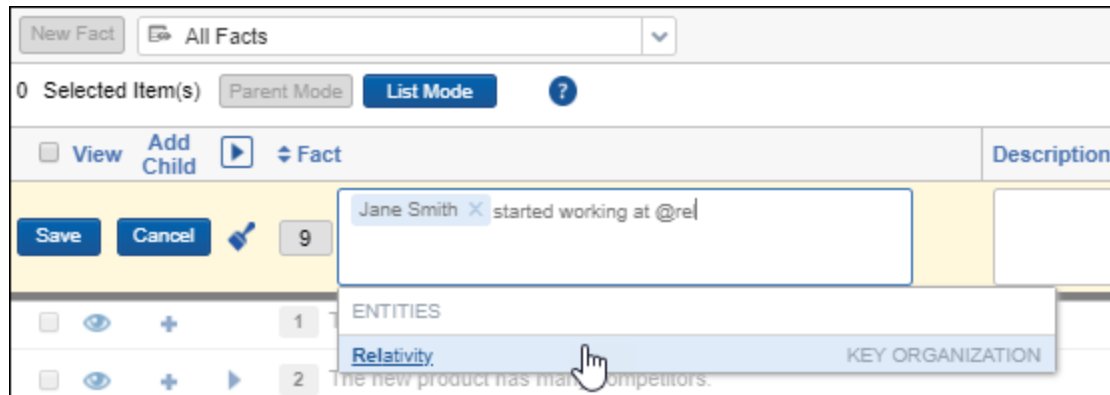 New Fact All Facts
0 Selected Item(s) Parent Mode List Mode ?
View Add Child Fact Description
Save Cancel 9 Jane Smith X started working at @rel
ENTITIES
1 T
Relativity KEY ORGANIZATION
2 The new product has many competitors.